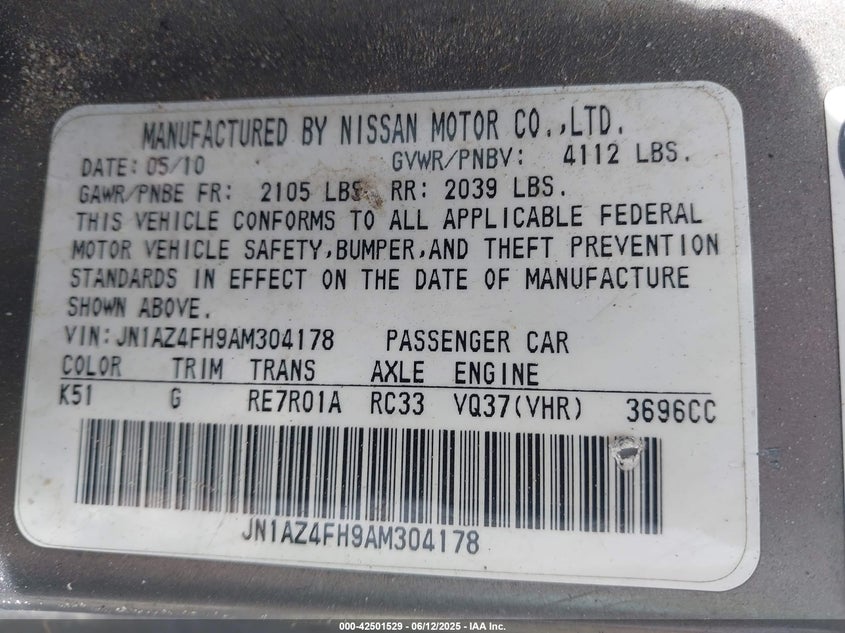 MANUFACTURED BY NISSAN MOTOR CO.,LTD.
DATE: 05/10 GVWR/PNBV: 4112 LBS.
GAWR/PNBE FR: 2105 LBS RR: 2039 LBS.
THIS VEHICLE CONFORMS TO ALL APPLICABLE FEDERAL
MOTOR VEHICLE SAFETY,BUMPER,AND THEFT PREVENTION
STANDARDS IN EFFECT ON THE DATE OF MANUFACTURE
SHOWN ABOVE.
VIN:JN1AZ4FH9AM304178 PASSENGER CAR
COLOR TRIM TRANS AXLE ENGINE
K51 G RE7R01A RC33 VQ37(VHR) 3696CC
JN1AZ4FH9AM304178
000-42501529 - 06/12/2025 - IAA Inc.